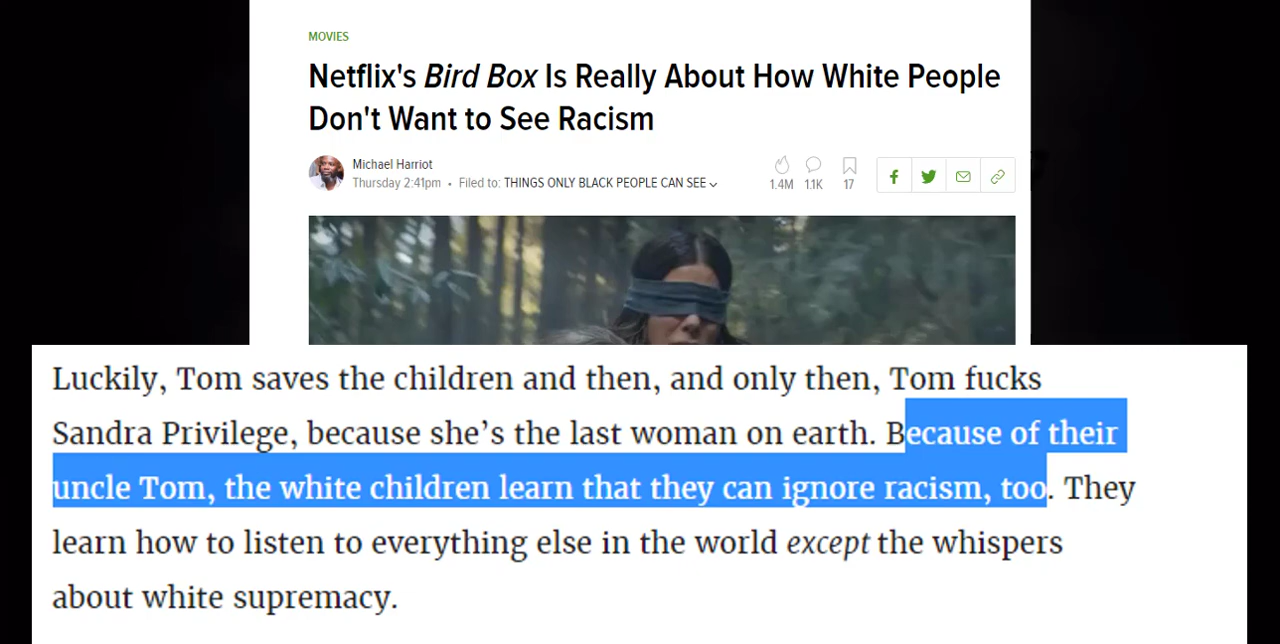 MOVIES
Netflix's Bird Box Is Really About How White People
Don't Want to See Racism
Michael Harriot
Thursday 2:41pm • Filed to: THINGS ONLY BLACK PEOPLE CAN SEE
1.4M 1.1K 17
Luckily, Tom saves the children and then, and only then, Tom fucks
Sandra Privilege, because she’s the last woman on earth. Because of their
uncle Tom, the white children learn that they can ignore racism, too. They
learn how to listen to everything else in the world except the whispers
about white supremacy.